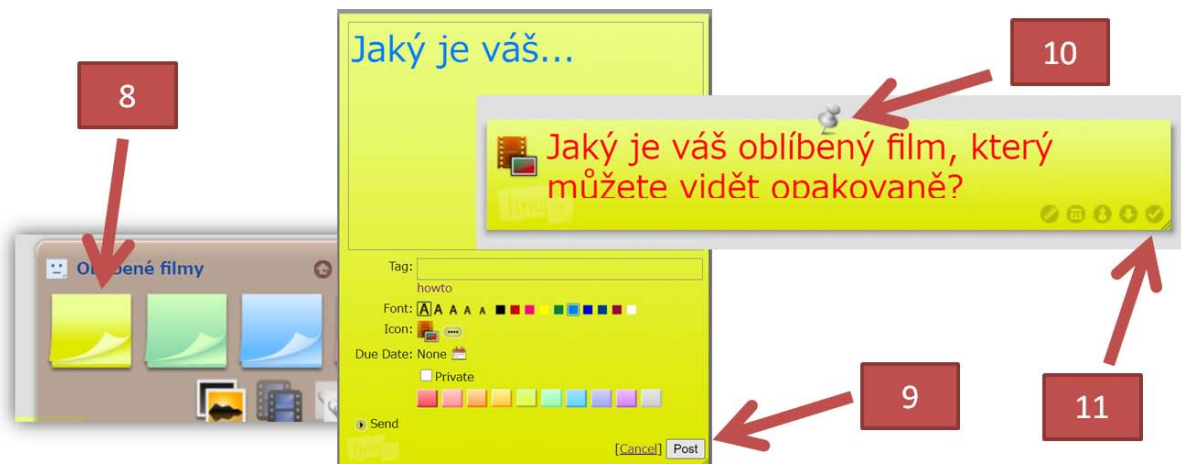 8
Oblíbené filmy
Jaký je váš...
Tag:
howto
Font: A A A A A
Icon:
Due Date: None
Private
Send
[Cancel] Post
10
Jaký je váš oblíbený film, který
můžete vidět opakovaně?
9
11